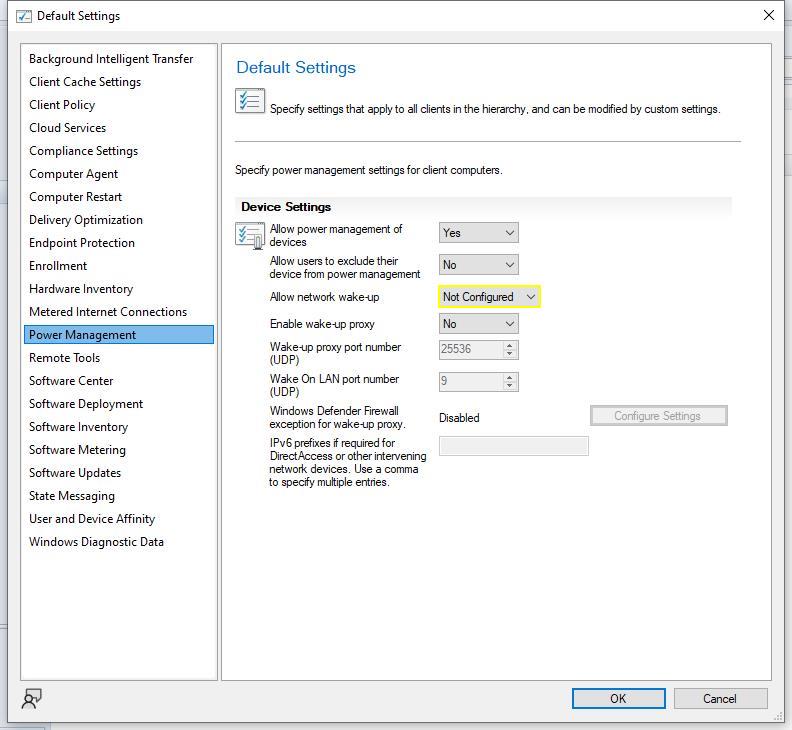 Default Settings
Background Intelligent Transfer
Client Cache Settings
Client Policy
Cloud Services
Compliance Settings
Computer Agent
Computer Restart
Delivery Optimization
Endpoint Protection
Enrollment
Hardware Inventory
Metered Internet Connections
Power Management
Remote Tools
Software Center
Software Deployment
Software Inventory
Software Metering
Software Updates
State Messaging
User and Device Affinity
Windows Diagnostic Data
Default Settings
Specify settings that apply to all clients in the hierarchy, and can be modified by custom settings.
Specify power management settings for client computers.
Device Settings
Allow power management of
devices
Yes
Allow users to exclude their
device from power management
No
Allow network wake-up
Not Configured
Enable wake-up proxy
No
Wake-up proxy port number
(UDP)
25536
Wake On LAN port number
(UDP)
9
Windows Defender Firewall
exception for wake-up proxy.
Disabled
Configure Settings
IPv6 prefixes if required for
DirectAccess or other intervening
network devices. Use a comma
to specify multiple entries.
OK
Cancel